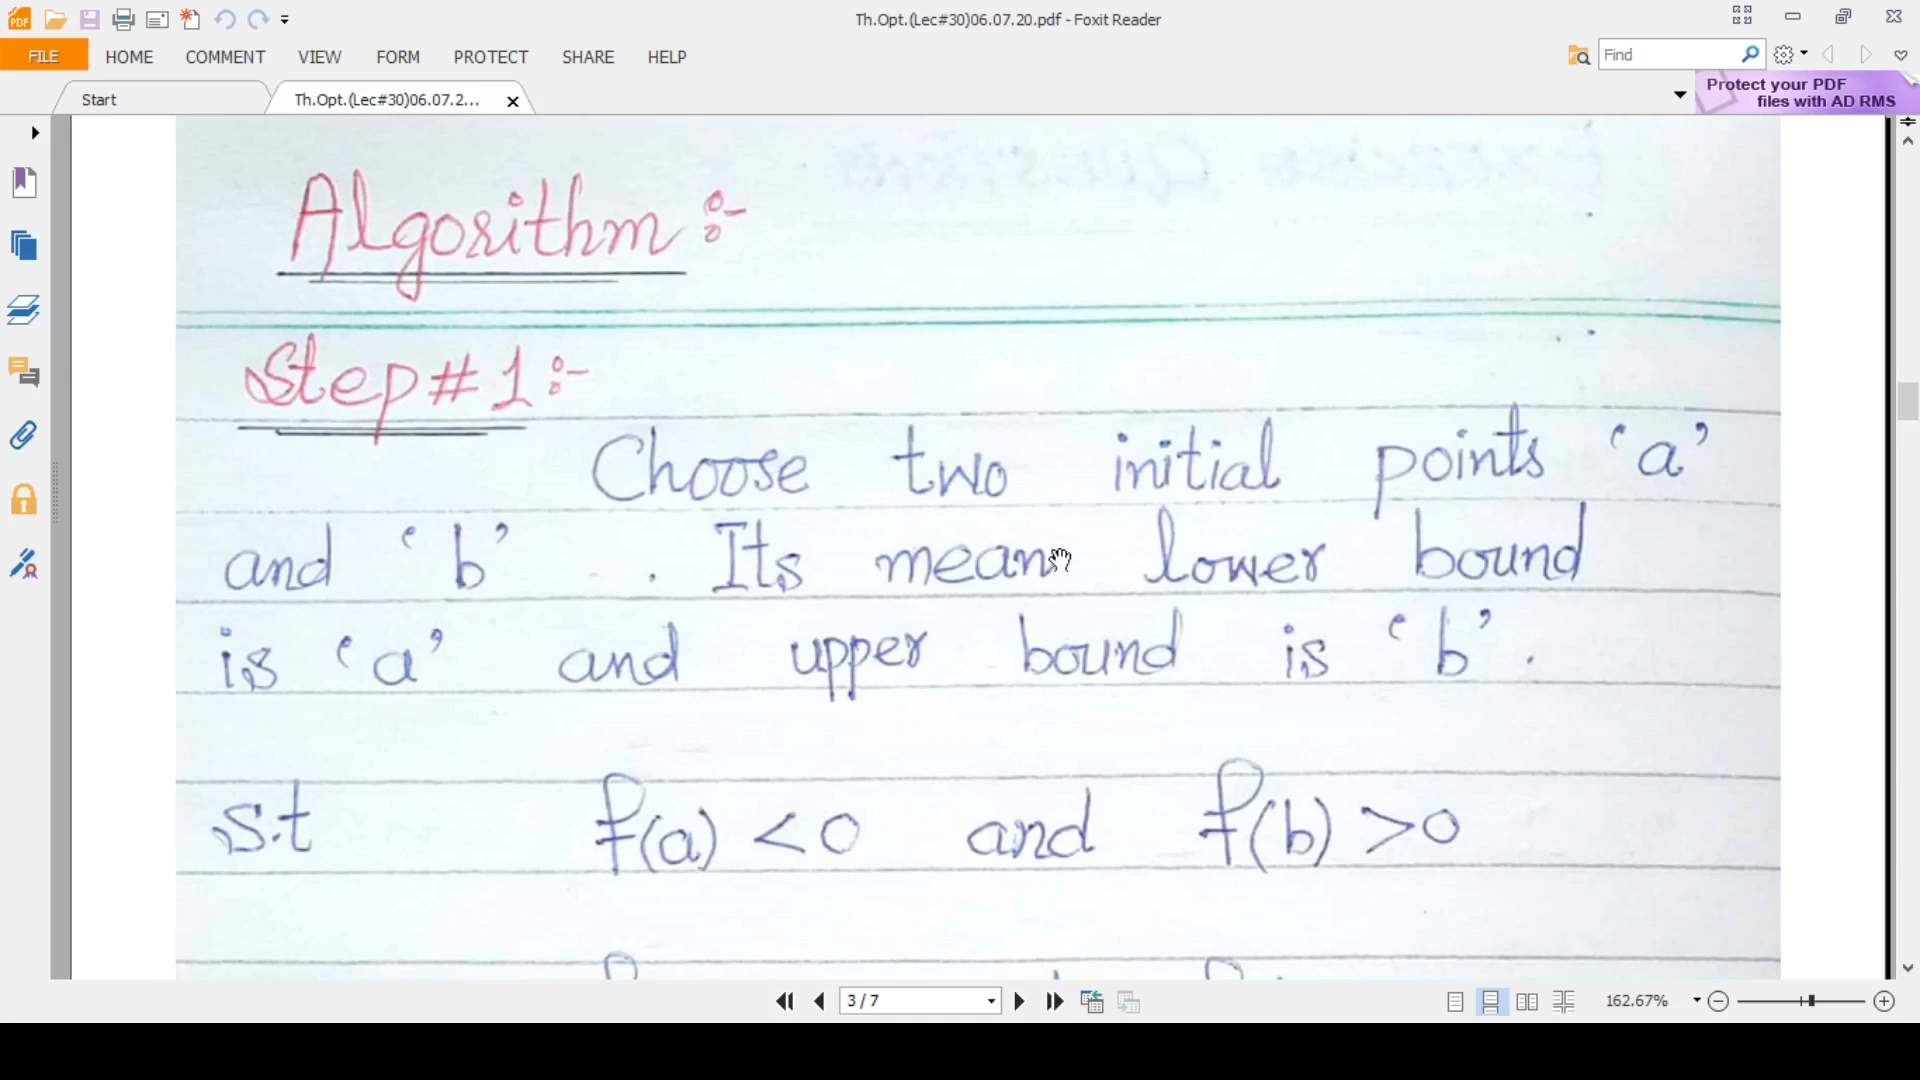 Th.Opt.(Lec#30)06.07.20.pdf - Foxit Reader
FILE HOME COMMENT VIEW FORM PROTECT SHARE HELP
Find
Start
Th.Opt.(Lec#30)06.07.2...
Protect your PDF
files with AD RMS
Algorithm :-
Step # 1 :-
Choose two initial points 'a'
and 'b' . Its mean lower bound
is 'a' and upper bound is 'b' .
s.t f(a) < 0 and f(b) > 0
3 / 7
162.67%